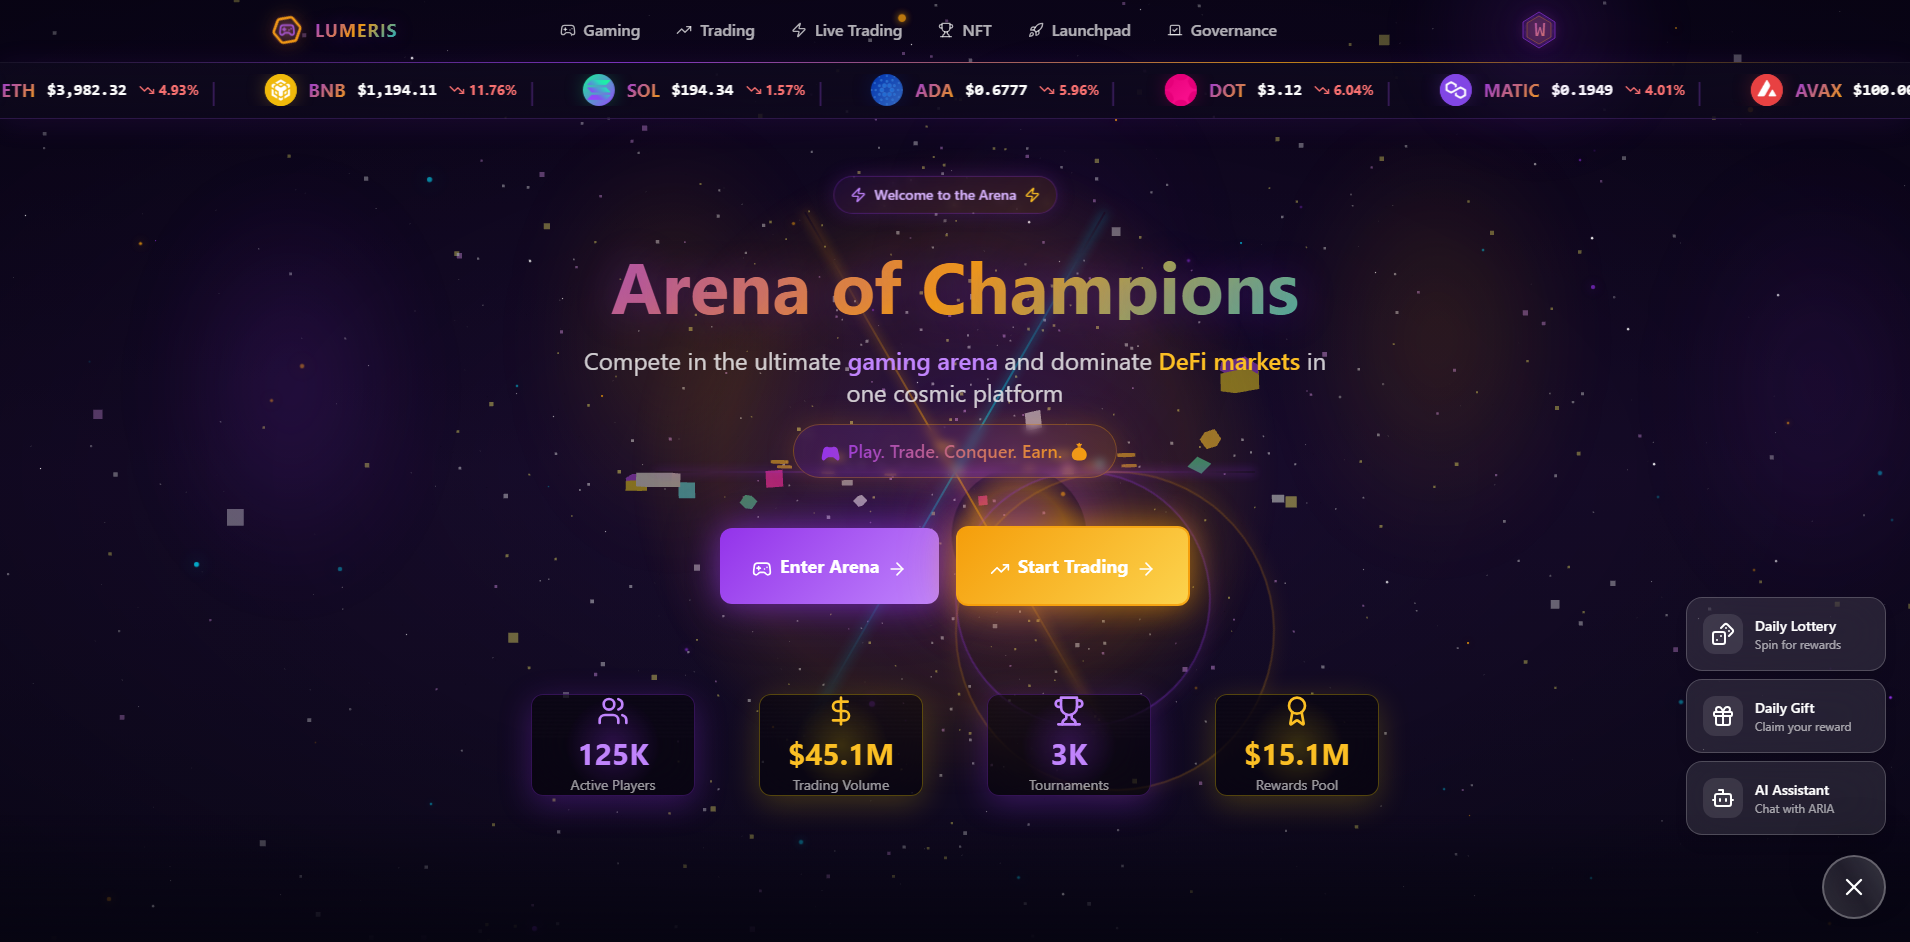 LUMERIS
Gaming
Trading
Live Trading
NFT
Launchpad
Governance
W
ETH $3,982.32 4.93%
BNB $1,194.11 11.76%
SOL $194.34 1.57%
ADA $0.6777 5.96%
DOT $3.12 6.04%
MATIC $0.1949 4.01%
AVAX $100.00
Welcome to the Arena
Arena of Champions
Compete in the ultimate gaming arena and dominate DeFi markets in
one cosmic platform
Play. Trade. Conquer. Earn.
Enter Arena
Start Trading
125K
Active Players
$45.1M
Trading Volume
3K
Tournaments
$15.1M
Rewards Pool
Daily Lottery
Spin for rewards
Daily Gift
Claim your reward
AI Assistant
Chat with ARIA